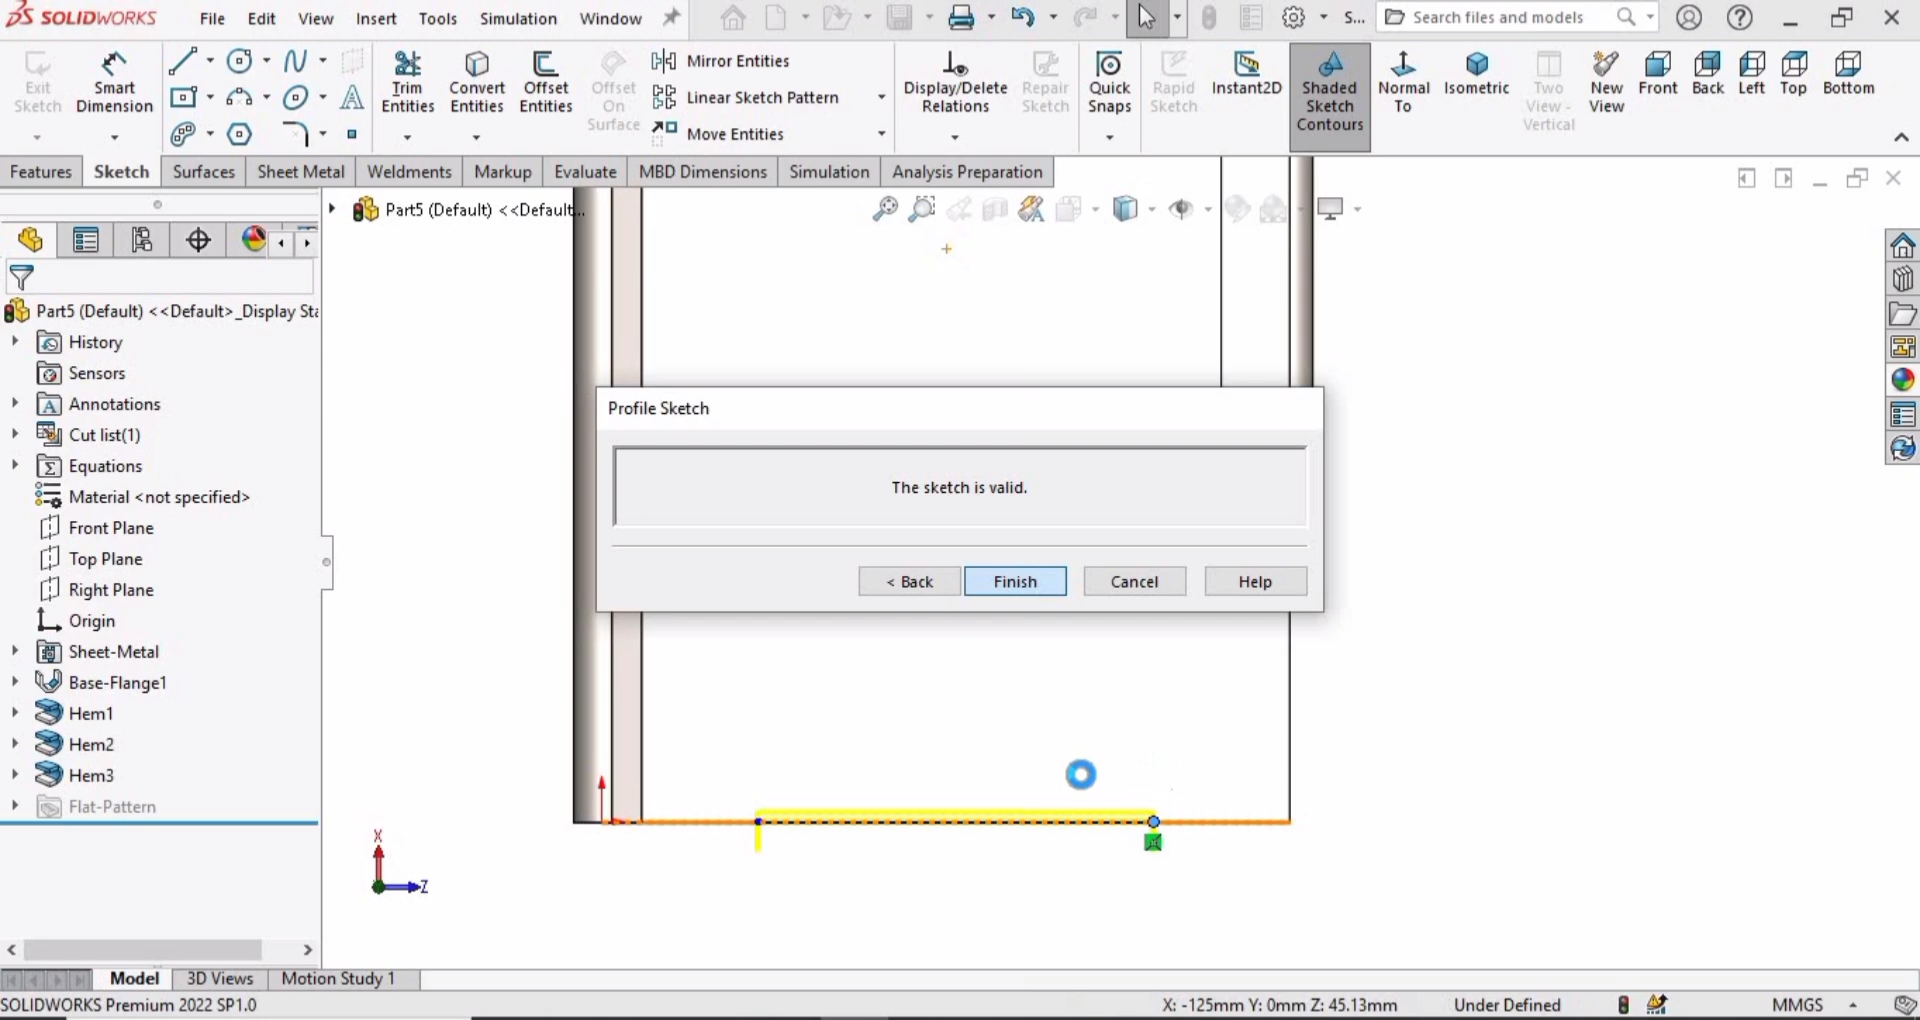 SOLIDWORKS File Edit View Insert Tools Simulation Window S... Search files and models
Exit Sketch
Smart Dimension
Trim Entities
Convert Entities
Offset Entities
Offset On Surface
Mirror Entities
Linear Sketch Pattern
Move Entities
Display/Delete Relations
Repair Sketch
Quick Snaps
Rapid Sketch
Instant2D
Shaded Sketch Contours
Normal To
Isometric
Two View - Vertical
New View
Front
Back
Left
Top
Bottom
Features Sketch Surfaces Sheet Metal Weldments Markup Evaluate MBD Dimensions Simulation Analysis Preparation
Part5 (Default) <<Default...
Part5 (Default) <<Default>_Display Sta
History
Sensors
Annotations
Cut list(1)
Equations
Material <not specified>
Front Plane
Top Plane
Right Plane
Origin
Sheet-Metal
Base-Flange1
Hem1
Hem2
Hem3
Flat-Pattern
Profile Sketch
The sketch is valid.
< Back Finish Cancel Help
X
Z
Model 3D Views Motion Study 1
SOLIDWORKS Premium 2022 SP1.0 X: -125mm Y: 0mm Z: 45.13mm Under Defined MMGS